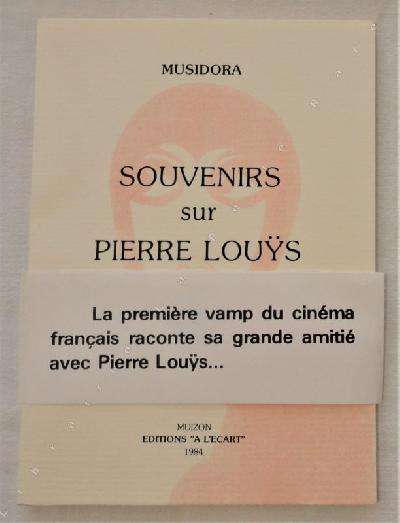 MUSIDORA
SOUVENIRS
sur
PIERRE LOUŸS
La première vamp du cinéma
français raconte sa grande amitié
avec Pierre Louÿs...
MUIZON
EDITIONS "A L'ECART"
1984